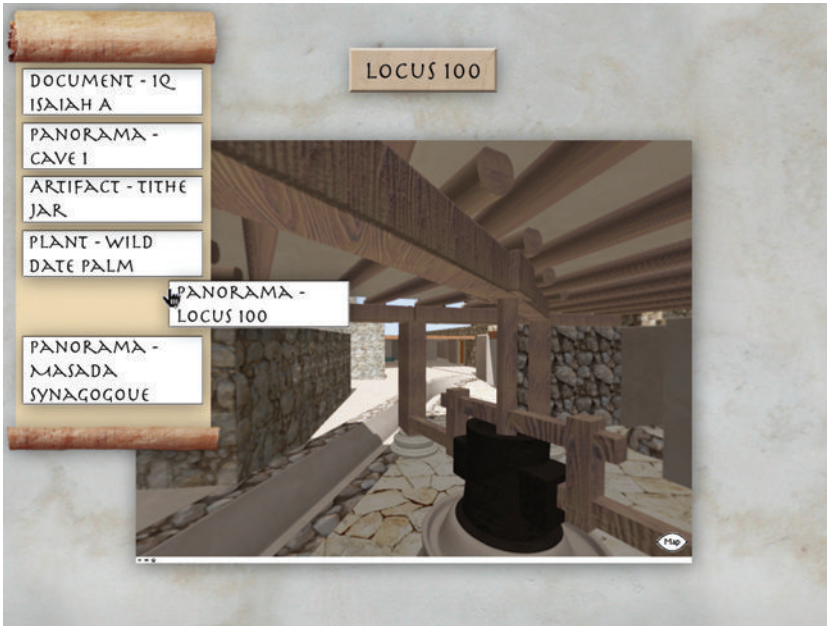 LOCUS 100
DOCUMENT - 1Q
ISAIAH A
PANORAMA -
CAVE 1
ARTIFACT - TITHE
JAR
PLANT - WILD
DATE PALM
PANORAMA -
LOCUS 100
PANORAMA -
MASADA
SYNAGOGUE
Map